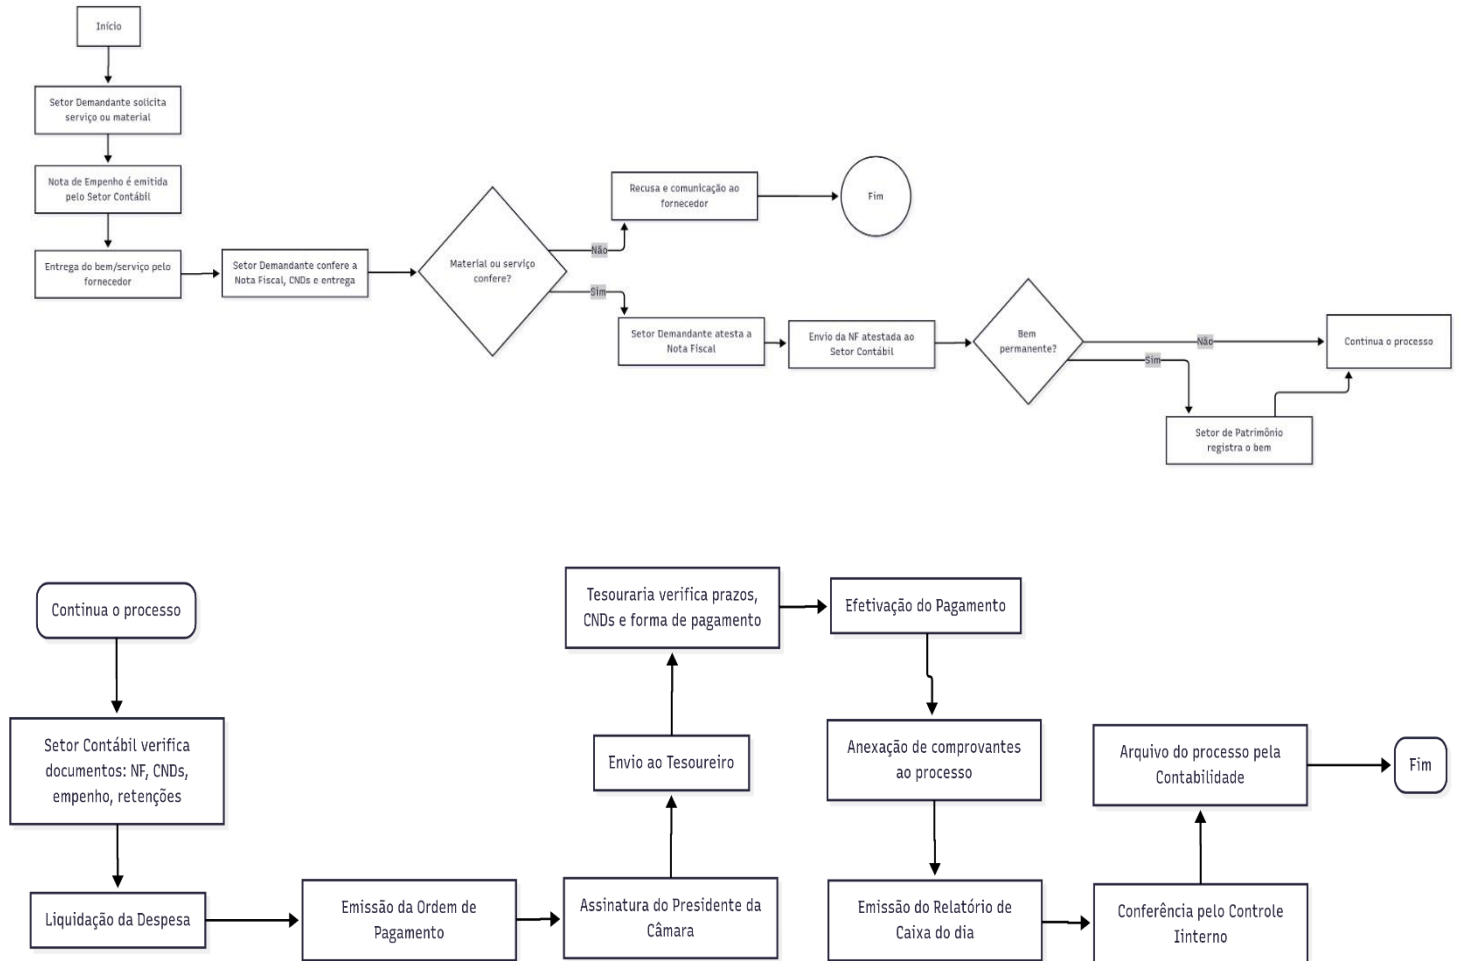 Início
Setor Demandante solicita
serviço ou material
Nota de Empenho é emitida
pelo Setor Contábil
Entrega do bem/serviço pelo
fornecedor
Setor Demandante confere a
Nota Fiscal, CNDs e entrega
Material ou serviço
confere?
Não
Recusa e comunicação ao
fornecedor
Fim
Sim
Setor Demandante atesta a
Nota Fiscal
Envio da NF atestada ao
Setor Contábil
Bem
permanente?
Não
Sim
Setor de Patrimônio
registra o bem
Continua o processo
Continua o processo
Setor Contábil verifica
documentos: NF, CNDs,
empenho, retenções
Liquidação da Despesa
Emissão da Ordem de
Pagamento
Assinatura do Presidente da
Câmara
Envio ao Tesoureiro
Tesouraria verifica prazos,
CNDs e forma de pagamento
Efetivação do Pagamento
Anexação de comprovantes
ao processo
Emissão do Relatório de
Caixa do dia
Conferência pelo Controle
Iinterno
Arquivo do processo pela
Contabilidade
Fim